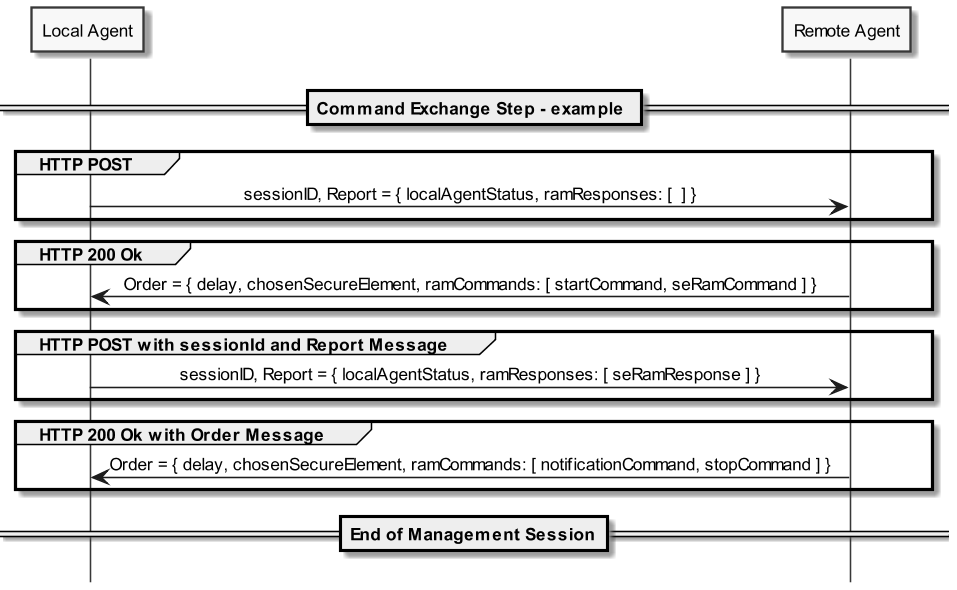 Local Agent
Remote Agent
Command Exchange Step - example
HTTP POST
sessionID, Report = { localAgentStatus, ramResponses: [  ] }
HTTP 200 Ok
Order = { delay, chosenSecureElement, ramCommands: [ startCommand, seRamCommand ] }
HTTP POST with sessionId and Report Message
sessionID, Report = { localAgentStatus, ramResponses: [ seRamResponse ] }
HTTP 200 Ok with Order Message
Order = { delay, chosenSecureElement, ramCommands: [ notificationCommand, stopCommand ] }
End of Management Session